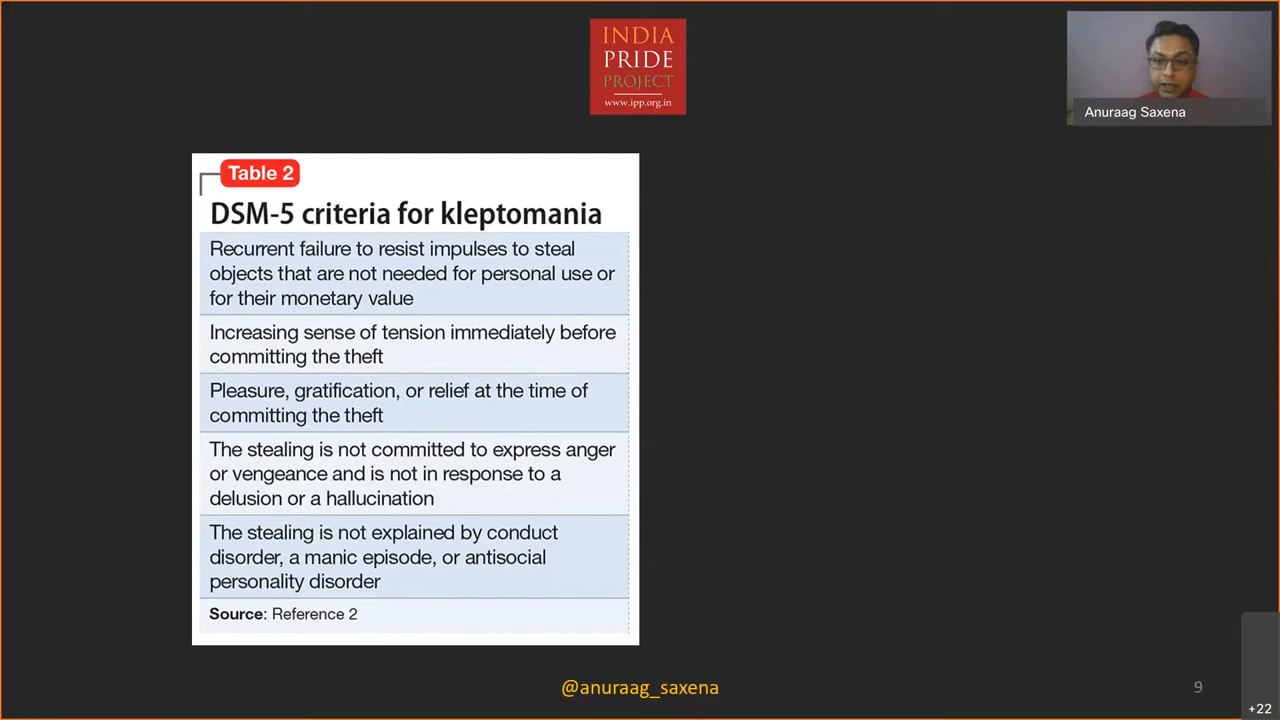 INDIA
PRIDE
PROJECT
www.ipp.org.in
Anuraag Saxena
Table 2
DSM-5 criteria for kleptomania
Recurrent failure to resist impulses to steal
objects that are not needed for personal use or
for their monetary value
Increasing sense of tension immediately before
committing the theft
Pleasure, gratification, or relief at the time of
committing the theft
The stealing is not committed to express anger
or vengeance and is not in response to a
delusion or a hallucination
The stealing is not explained by conduct
disorder, a manic episode, or antisocial
personality disorder
Source: Reference 2
@anuraag_saxena
9
+22